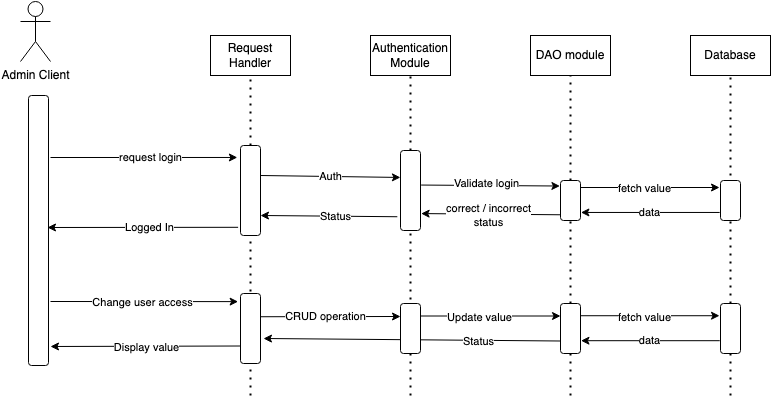 Admin Client
Request
Handler
Authentication
Module
DAO module
Database
request login
Auth
Validate login
fetch value
data
correct / incorrect
status
Status
Logged In
Change user access
CRUD operation
Update value
fetch value
data
Status
Display value